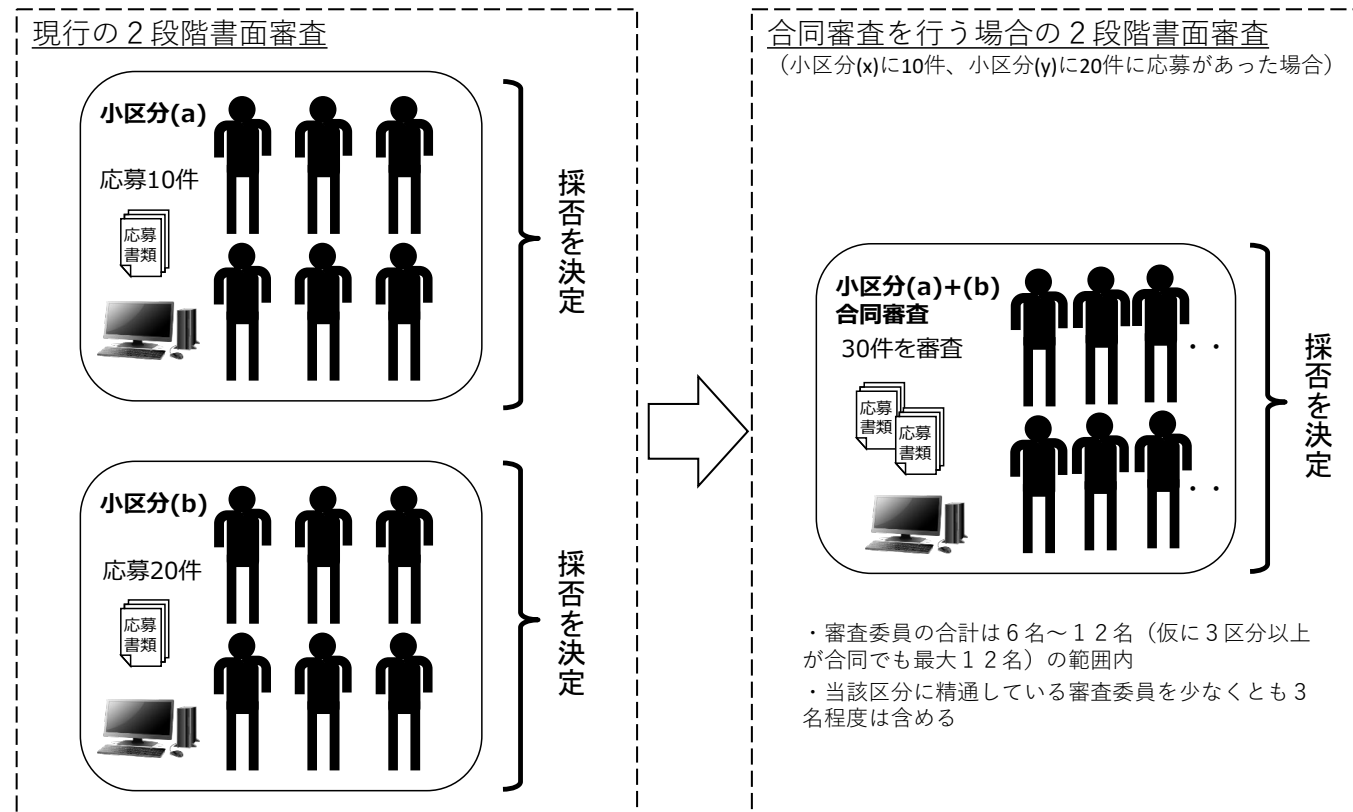 現行の２段階書面審査
小区分(a)
応募10件
応募
書類
採否を決定
小区分(b)
応募20件
応募
書類
採否を決定
合同審査を行う場合の２段階書面審査
（小区分(x)に10件、小区分(y)に20件に応募があった場合）
小区分(a)+(b)
合同審査
30件を審査
応募
書類
応募
書類
・・
・・
採否を決定
・審査委員の合計は６名～１２名（仮に３区分以上
が合同でも最大１２名）の範囲内
・当該区分に精通している審査委員を少なくとも３
名程度は含める